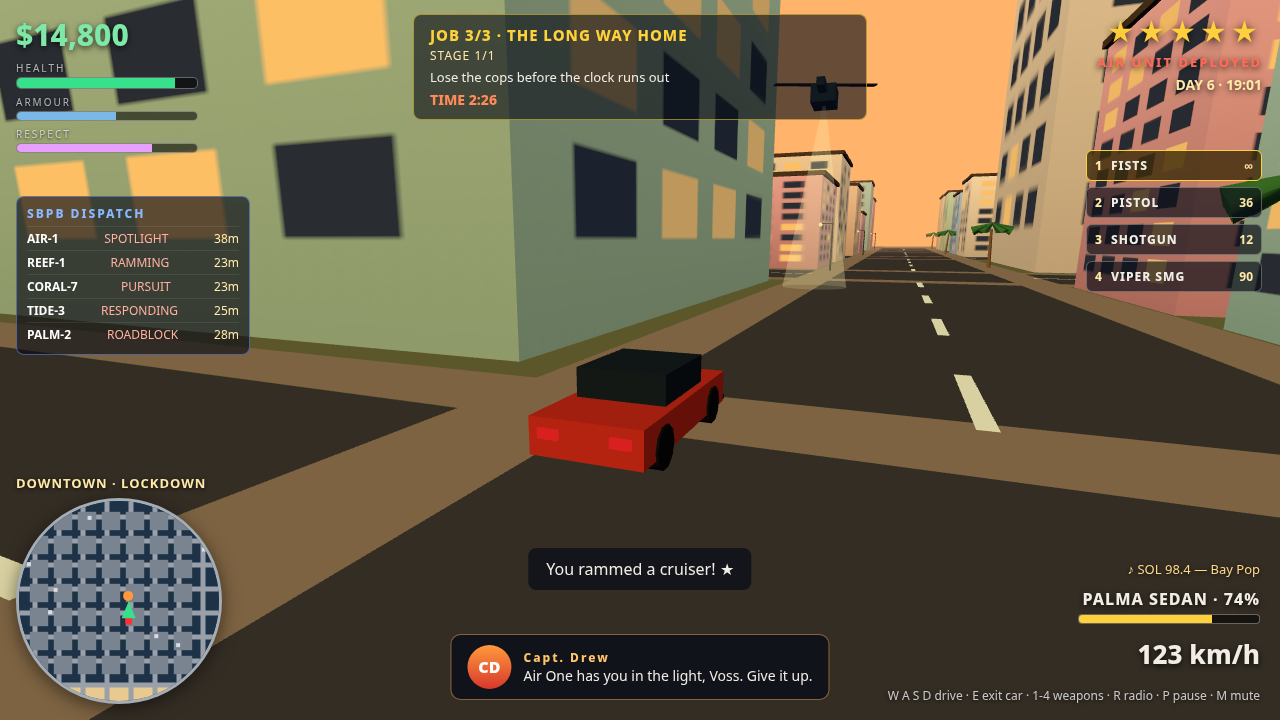 $14,800
HEALTH
ARMOUR
RESPECT
JOB 3/3 · THE LONG WAY HOME
STAGE 1/1
Lose the cops before the clock runs out
TIME 2:26
★ ★ ★ ★ ★
AIR UNIT DEPLOYED
DAY 6 · 19:01
1 FISTS ∞
2 PISTOL 36
3 SHOTGUN 12
4 VIPER SMG 90
SBPB DISPATCH
AIR-1 SPOTLIGHT 38m
REEF-1 RAMMING 23m
CORAL-7 PURSUIT 23m
TIDE-3 RESPONDING 25m
PALM-2 ROADBLOCK 28m
DOWNTOWN · LOCKDOWN
You rammed a cruiser! ★
CD
Capt. Drew
Air One has you in the light, Voss. Give it up.
♪ SOL 98.4 — Bay Pop
PALMA SEDAN · 74%
123 km/h
W A S D drive · E exit car · 1-4 weapons · R radio · P pause · M mute